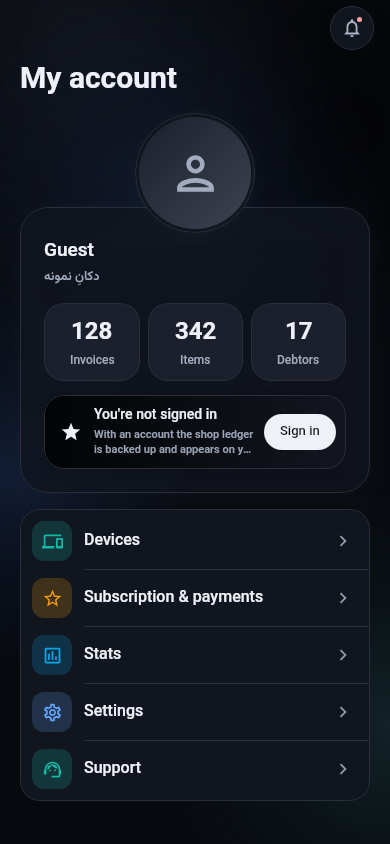 My account
Guest
دکانِ نمونه
128
342
17
Invoices
Items
Debtors
You're not signed in
With an account the shop ledger
is backed up and appears on y…
Sign in
Devices
Subscription & payments
Stats
Settings
Support